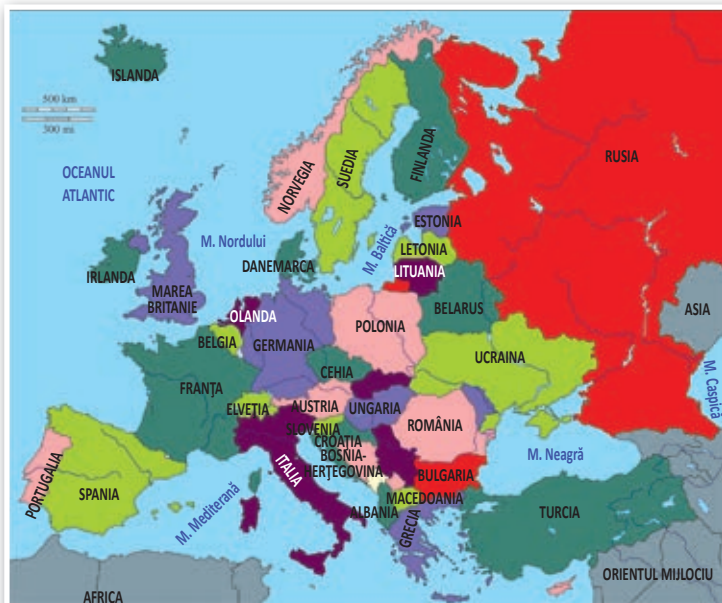 ISLANDA
500 km
300 mi
OCEANUL
ATLANTIC
NORVEGIA
SUEDIA
FINLANDA
RUSIA
M. Nordului
M. Baltică
ESTONIA
LETONIA
LITUANIA
DANEMARCA
IRLANDA
MAREA
BRITANIE
OLANDA
BELARUS
ASIA
BELGIA
GERMANIA
POLONIA
UCRAINA
M. Caspică
CEHIA
FRANȚA
ELVEȚIA
AUSTRIA
UNGARIA
ROMÂNIA
SLOVENIA
CROAȚIA
BOSNIA-
HERȚEGOVINA
ITALIA
M. Neagră
BULGARIA
PORTUGALIA
SPANIA
M. Mediterană
MACEDOANIA
ALBANIA
GRECIA
TURCIA
AFRICA
ORIENTUL MIJLOCIU